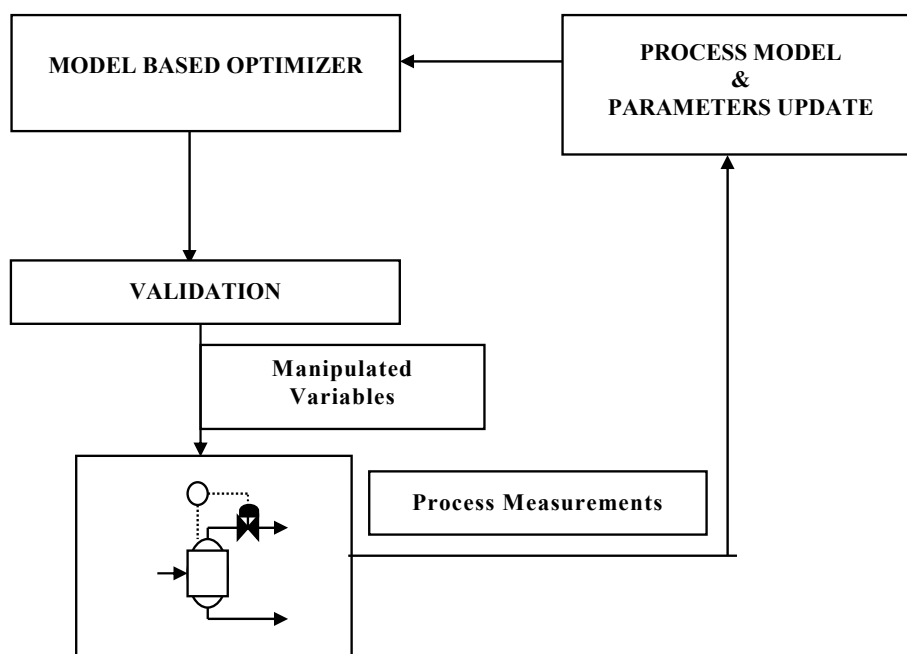 MODEL BASED OPTIMIZER
PROCESS MODEL
&
PARAMETERS UPDATE
VALIDATION
Manipulated
Variables
Process Measurements